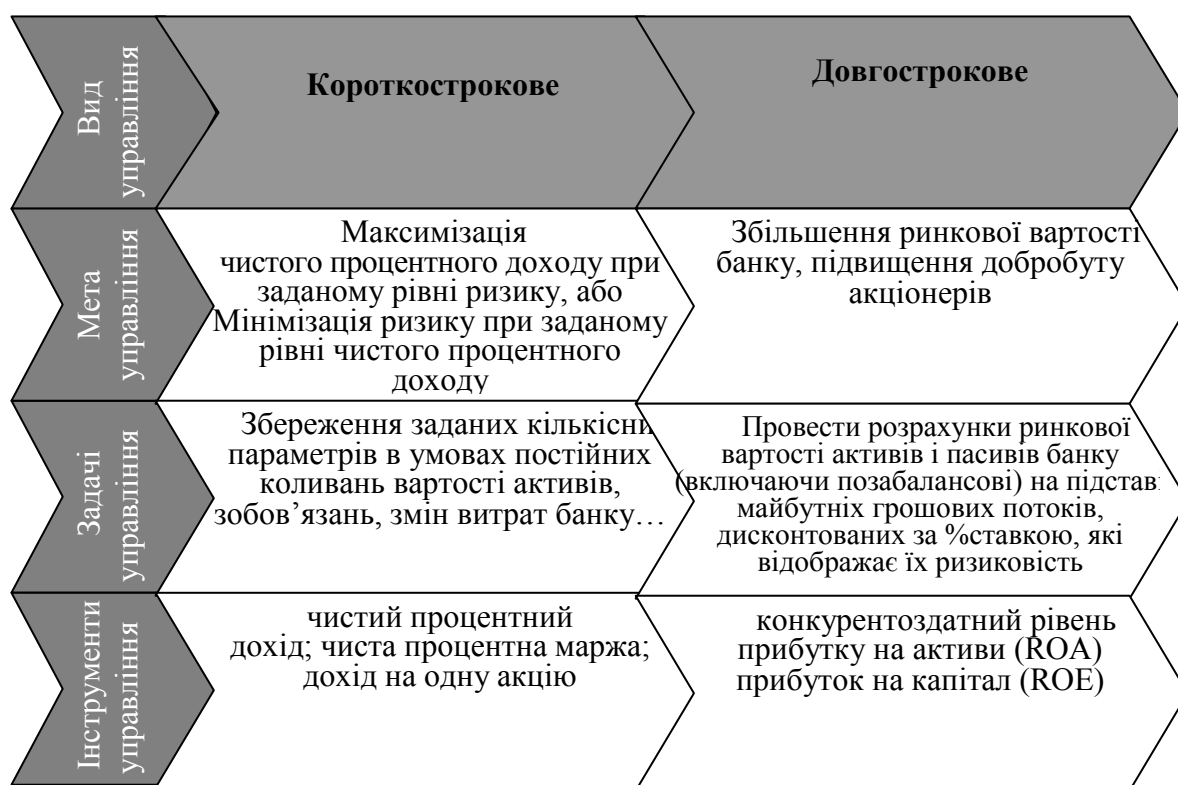 Вид
управління
Короткострокове
Довгострокове
Мета
управління
Максимізація
чистого процентного доходу при
заданому рівні ризику, або
Мінімізація ризику при заданому
рівні чистого процентного
доходу
Збільшення ринкової вартості
банку, підвищення добробуту
акціонерів
Задачі
управління
Збереження заданих кількісни
параметрів в умовах постійних
коливань вартості активів,
зобов’язань, змін витрат банку…
Провести розрахунки ринкової
вартості активів і пасивів банку
(включаючи позабалансові) на підстав
майбутніх грошових потоків,
дисконтованих за %ставкою, які
відображає їх ризиковість
Інструменти
управління
чистий процентний
дохід; чиста процентна маржа;
дохід на одну акцію
конкурентоздатний рівень
прибутку на активи (ROA)
прибуток на капітал (ROE)